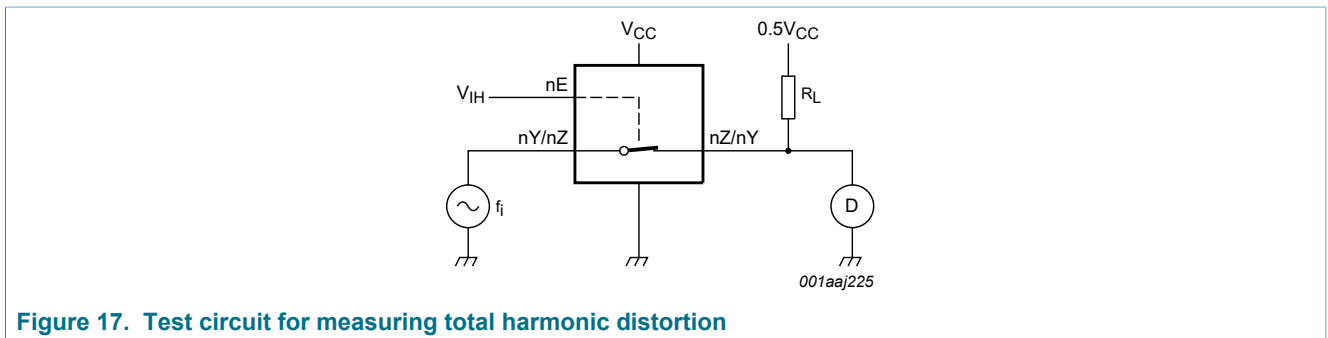 VCC
0.5VCC
nE
VIH
RL
nY/nZ
nZ/nY
fi
D
001aaj225
Figure 17. Test circuit for measuring total harmonic distortion